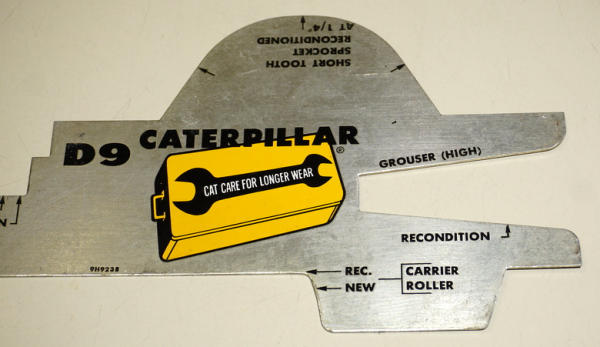 SHORT TOOTH
SPROCKET
RECONDITIONED
AT 1/4"
D9 CATERPILLAR®
CAT CARE FOR LONGER WEAR
GROUSER (HIGH)
N
RECONDITION
9H9238
REC.
NEW
CARRIER
ROLLER